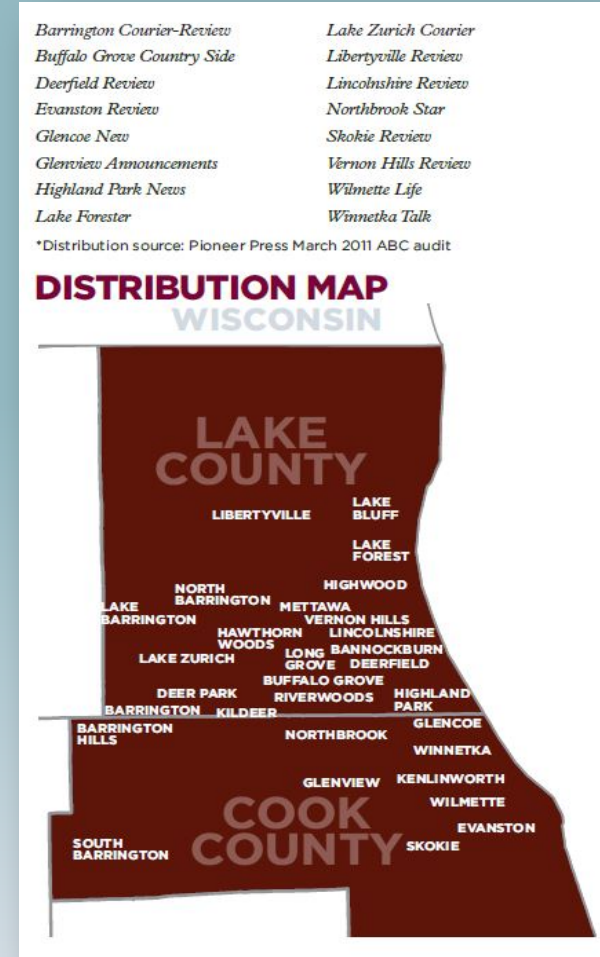 Barrington Courier-Review
Buffalo Grove Country Side
Deerfield Review
Evanston Review
Glencoe New
Glenview Announcements
Highland Park News
Lake Forester
Lake Zurich Courier
Libertyville Review
Lincolnshire Review
Northbrook Star
Skokie Review
Vernon Hills Review
Wilmette Life
Winnetka Talk
*Distribution source: Pioneer Press March 2011 ABC audit
DISTRIBUTION MAP
WISCONSIN
LAKE
COUNTY
LIBERTYVILLE
LAKE
BLUFF
LAKE
FOREST
HIGHWOOD
NORTH
BARRINGTON
METTAWA
LAKE
BARRINGTON
VERNON HILLS
HAWTHORN
WOODS
LINCOLNSHIRE
LONG
GROVE
BANNOCKBURN
LAKE ZURICH
DEERFIELD
BUFFALO GROVE
DEER PARK
RIVERWOODS
HIGHLAND
PARK
BARRINGTON
KILDEER
BARRINGTON
HILLS
GLENCOE
NORTHBROOK
WINNETKA
GLENVIEW
KENLINWORTH
COOK
COUNTY
WILMETTE
EVANSTON
SOUTH
BARRINGTON
SKOKIE